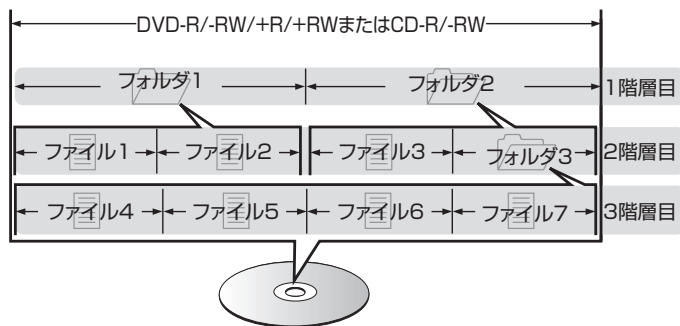 DVD-R/-RW/+R/+RWまたはCD-R/-RW
フォルダ1 フォルダ2 1階層目
ファイル1 ファイル2 ファイル3 フォルダ3 2階層目
ファイル4 ファイル5 ファイル6 ファイル7 3階層目